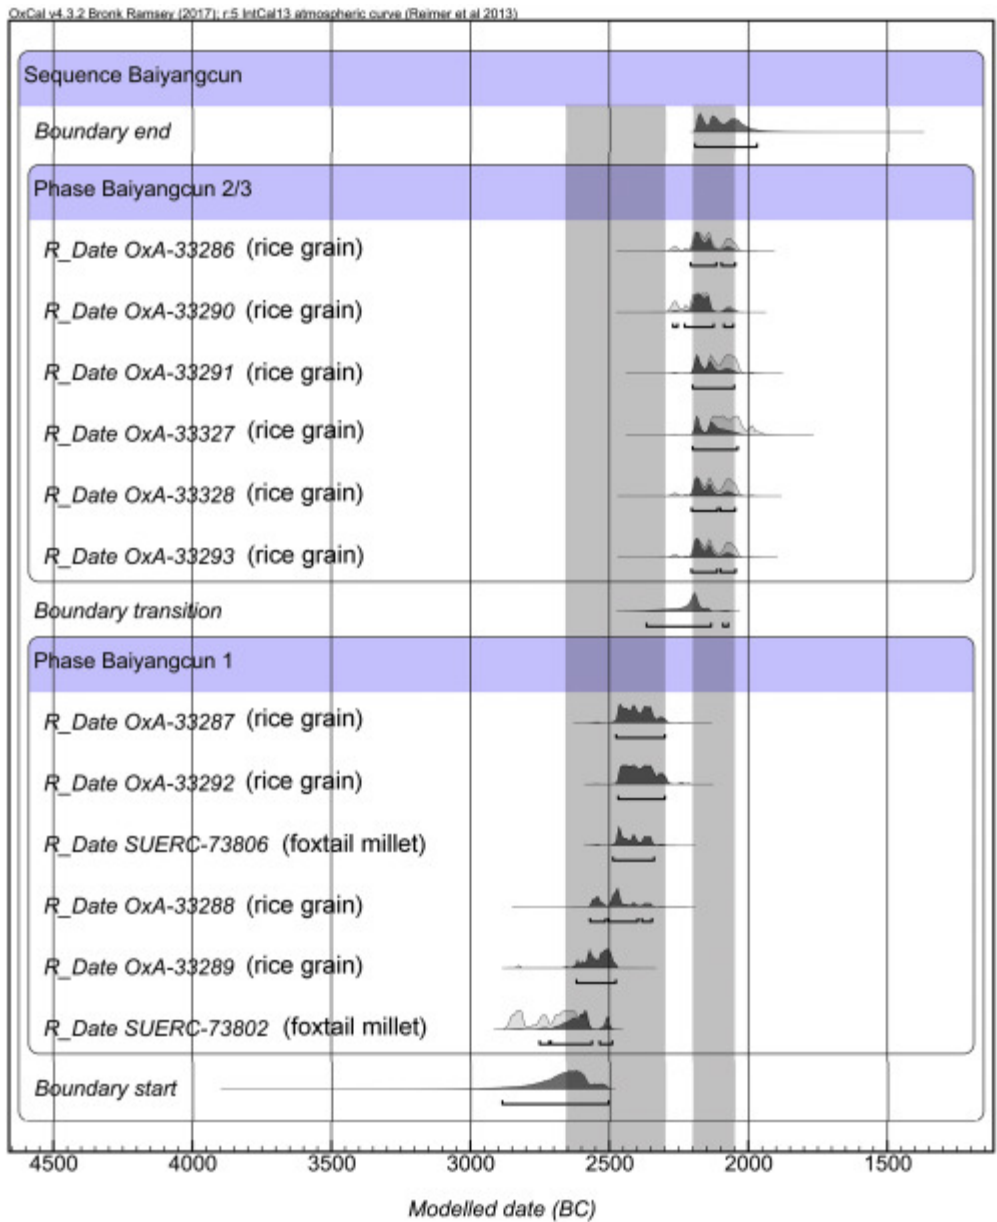 OxCal v4.3.2 Bronk Ramsey (2017); r:5 IntCal13 atmospheric curve (Reimer et al 2013)
Sequence Baiyangcun
Boundary end
Phase Baiyangcun 2/3
R_Date OxA-33286 (rice grain)
R_Date OxA-33290 (rice grain)
R_Date OxA-33291 (rice grain)
R_Date OxA-33327 (rice grain)
R_Date OxA-33328 (rice grain)
R_Date OxA-33293 (rice grain)
Boundary transition
Phase Baiyangcun 1
R_Date OxA-33287 (rice grain)
R_Date OxA-33292 (rice grain)
R_Date SUERC-73806 (foxtail millet)
R_Date OxA-33288 (rice grain)
R_Date OxA-33289 (rice grain)
R_Date SUERC-73802 (foxtail millet)
Boundary start
4500 4000 3500 3000 2500 2000 1500
Modelled date (BC)